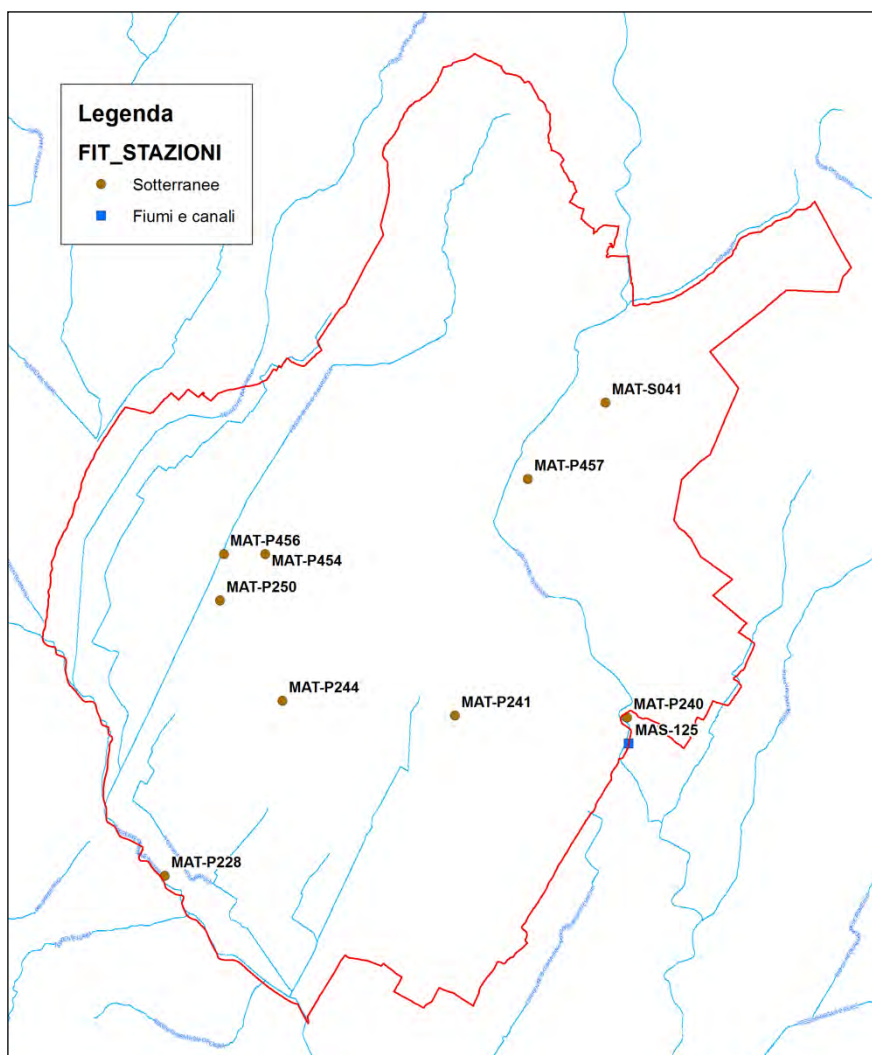 Legenda
FIT_STAZIONI
Sotterranee
Fiumi e canali
MAT-S041
MAT-P457
MAT-P456
MAT-P454
MAT-P250
MAT-P244
MAT-P241
MAT-P240
MAS-125
MAT-P228